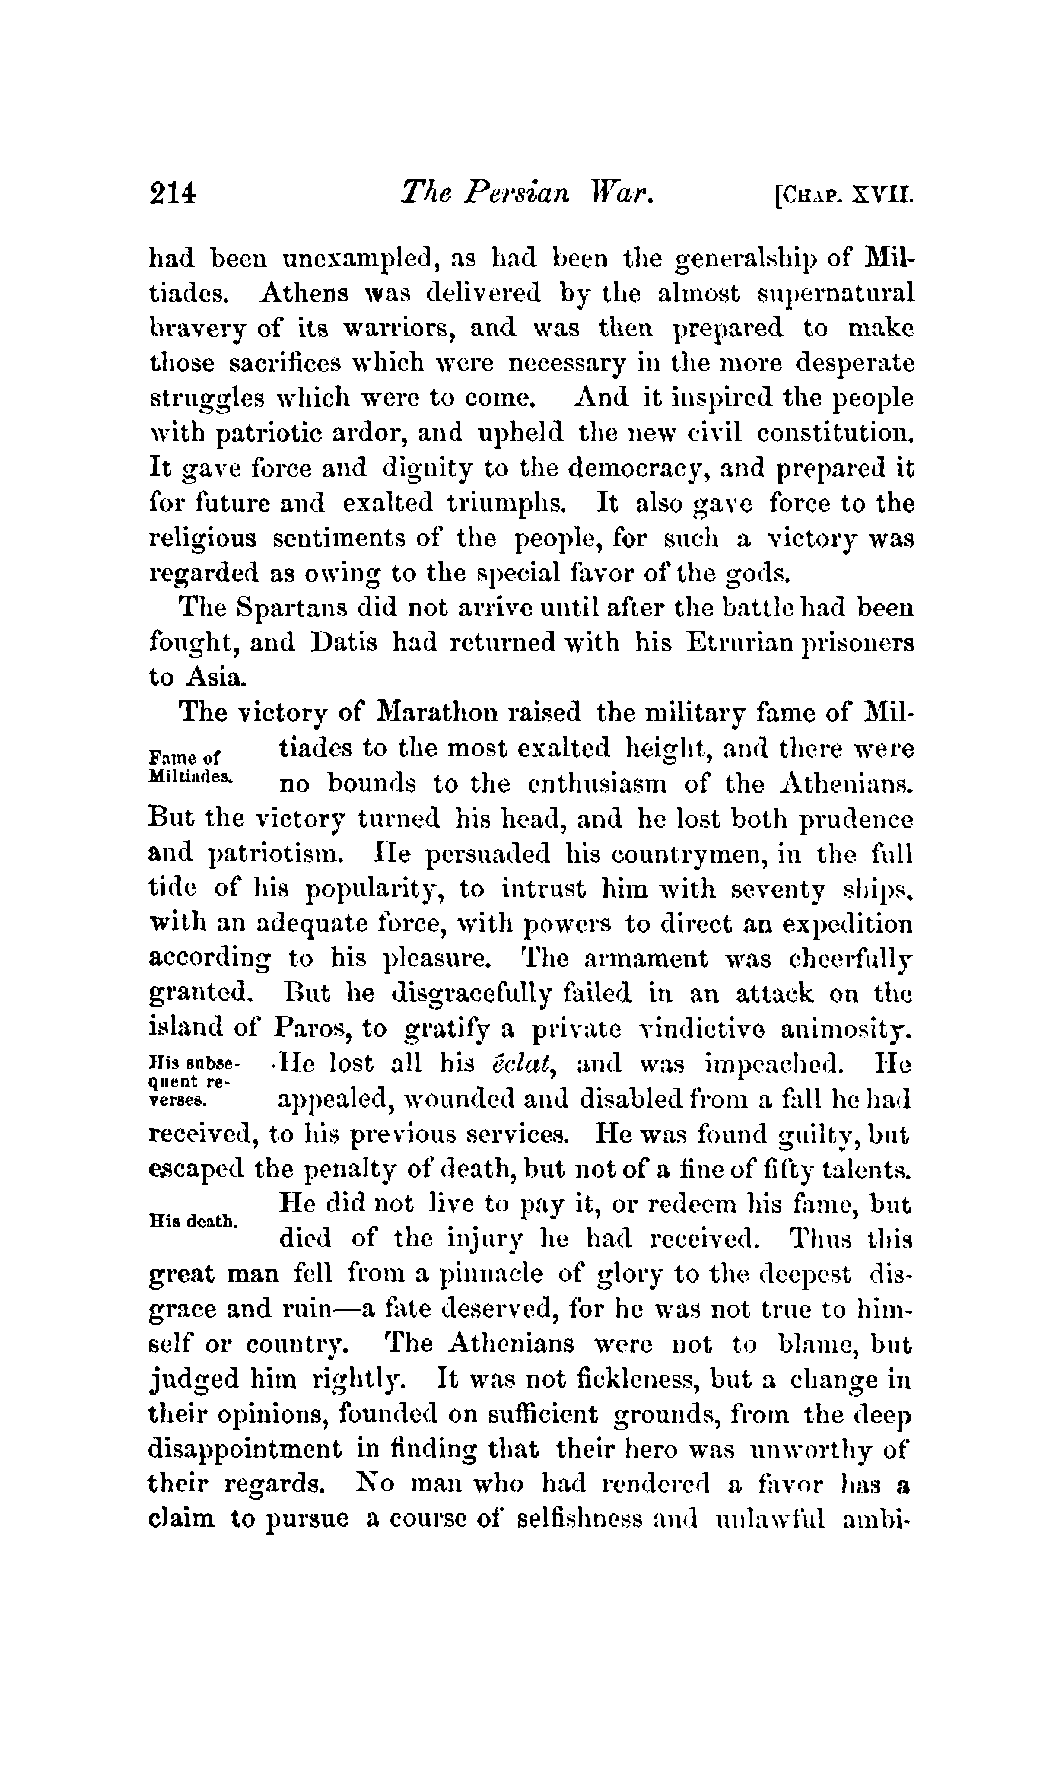 214 The Persian War. [CHAP. XVII.
had been unexampled, as had been the generalship of Mil-
tiades. Athens was delivered by the almost supernatural
bravery of its warriors, and was then prepared to make
those sacrifices which were necessary in the more desperate
struggles which were to come. And it inspired the people
with patriotic ardor, and upheld the new civil constitution.
It gave force and dignity to the democracy, and prepared it
for future and exalted triumphs. It also gave force to the
religious sentiments of the people, for such a victory was
regarded as owing to the special favor of the gods.
The Spartans did not arrive until after the battle had been
fought, and Datis had returned with his Etrurian prisoners
to Asia.
The victory of Marathon raised the military fame of Mil-
Fame of
Miltiades.
tiades to the most exalted height, and there were
no bounds to the enthusiasm of the Athenians.
But the victory turned his head, and he lost both prudence
and patriotism. He persuaded his countrymen, in the full
tide of his popularity, to intrust him with seventy ships,
with an adequate force, with powers to direct an expedition
according to his pleasure. The armament was cheerfully
granted. But he disgracefully failed in an attack on the
island of Paros, to gratify a private vindictive animosity.
His subse-
quent re-
verses.
He lost all his éclat, and was impeached. He
appealed, wounded and disabled from a fall he had
received, to his previous services. He was found guilty, but
escaped the penalty of death, but not of a fine of fifty talents.
His death.
He did not live to pay it, or redeem his fame, but
died of the injury he had received. Thus this
great man fell from a pinnacle of glory to the deepest dis-
grace and ruin—a fate deserved, for he was not true to him-
self or country. The Athenians were not to blame, but
judged him rightly. It was not fickleness, but a change in
their opinions, founded on sufficient grounds, from the deep
disappointment in finding that their hero was unworthy of
their regards. No man who had rendered a favor has a
claim to pursue a course of selfishness and unlawful ambi-